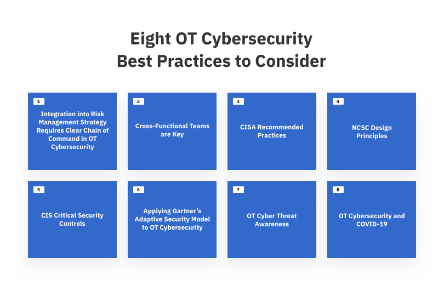 Eight OT Cybersecurity
Best Practices to Consider
1
Integration into Risk
Management Strategy
Requires Clear Chain of
Command in OT
Cybersecurity
2
Cross-Functional Teams
are Key
3
CISA Recommended
Practices
4
NCSC Design
Principles
5
CIS Critical Security
Controls
6
Applying Gartner's
Adaptive Security Model
to OT Cybersecurity
7
OT Cyber Threat
Awareness
8
OT Cybersecurity and
COVID-19